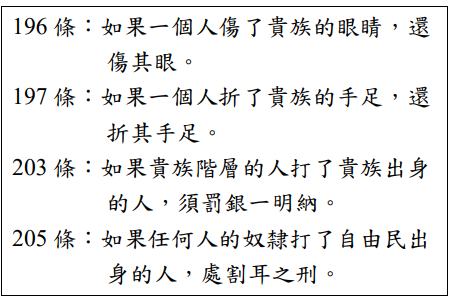 196 條：如果一個人傷了貴族的眼睛，還
傷其眼。
197 條：如果一個人折了貴族的手足，還
折其手足。
203 條：如果貴族階層的人打了貴族出身
的人，須罰銀一明納。
205 條：如果任何人的奴隸打了自由民出
身的人，處割耳之刑。